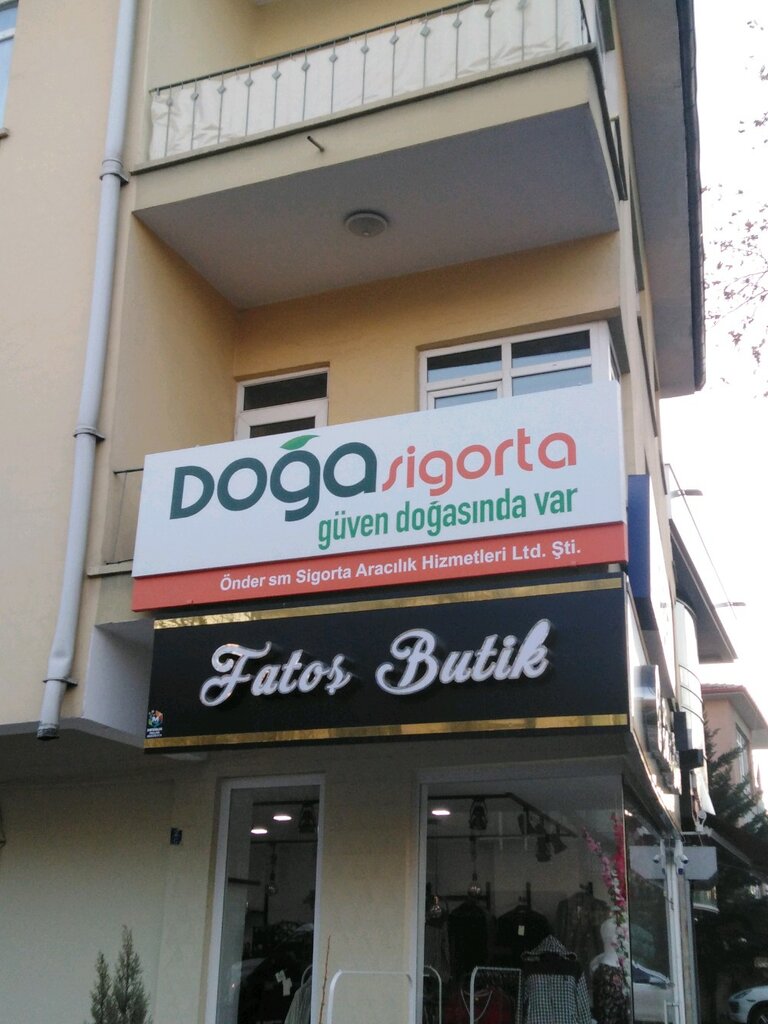 Doğa sigorta
güven doğasında var
Önder sm Sigorta Aracılık Hizmetleri Ltd. Şti.
Fatoş Butik